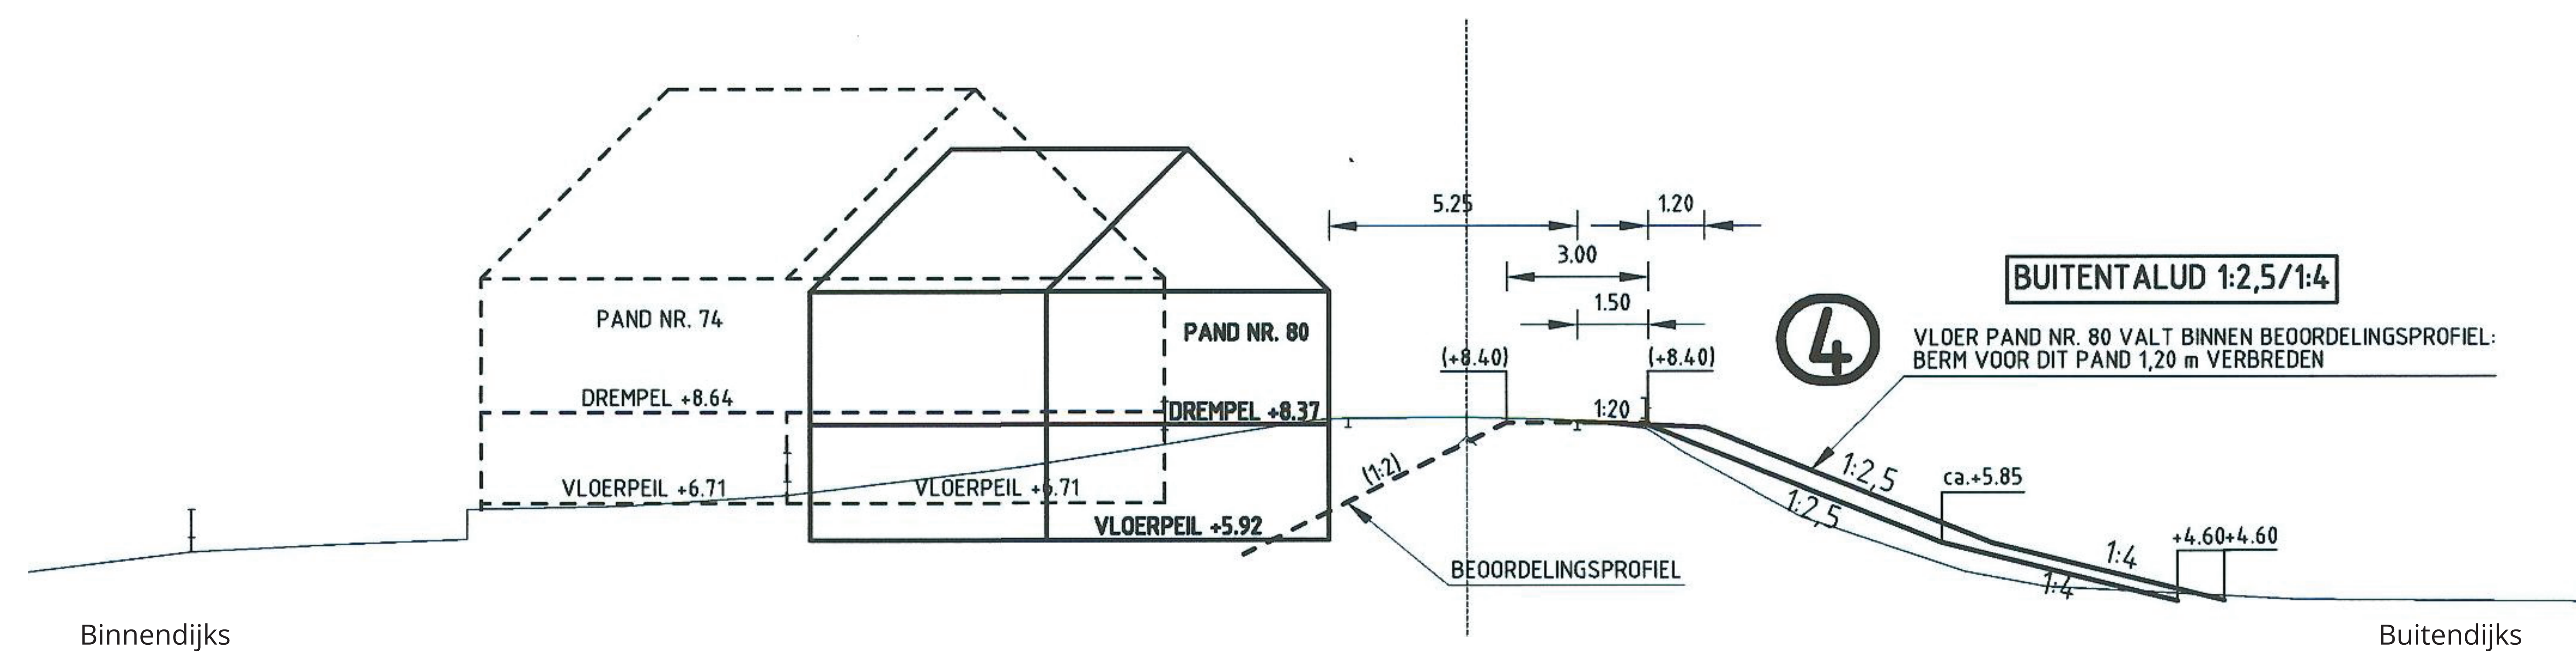 5.25
1.20
3.00
1.50
BUITENTALUD 1:2,5/1:4
4
VLOER PAND NR. 80 VALT BINNEN BEOORDELINGSPROFIEL:
BERM VOOR DIT PAND 1,20 m VERBREDEN
PAND NR. 74
PAND NR. 80
(+8.40)
(+8.40)
DREMPEL +8.64
DREMPEL +8.37
1:20
(1:2)
1:2,5
1:2,5
ca.+5.85
VLOERPEIL +6.71
VLOERPEIL +6.71
VLOERPEIL +5.92
+4.60+4.60
1:4
1:4
BEOORDELINGSPROFIEL
Binnendijks
Buitendijks